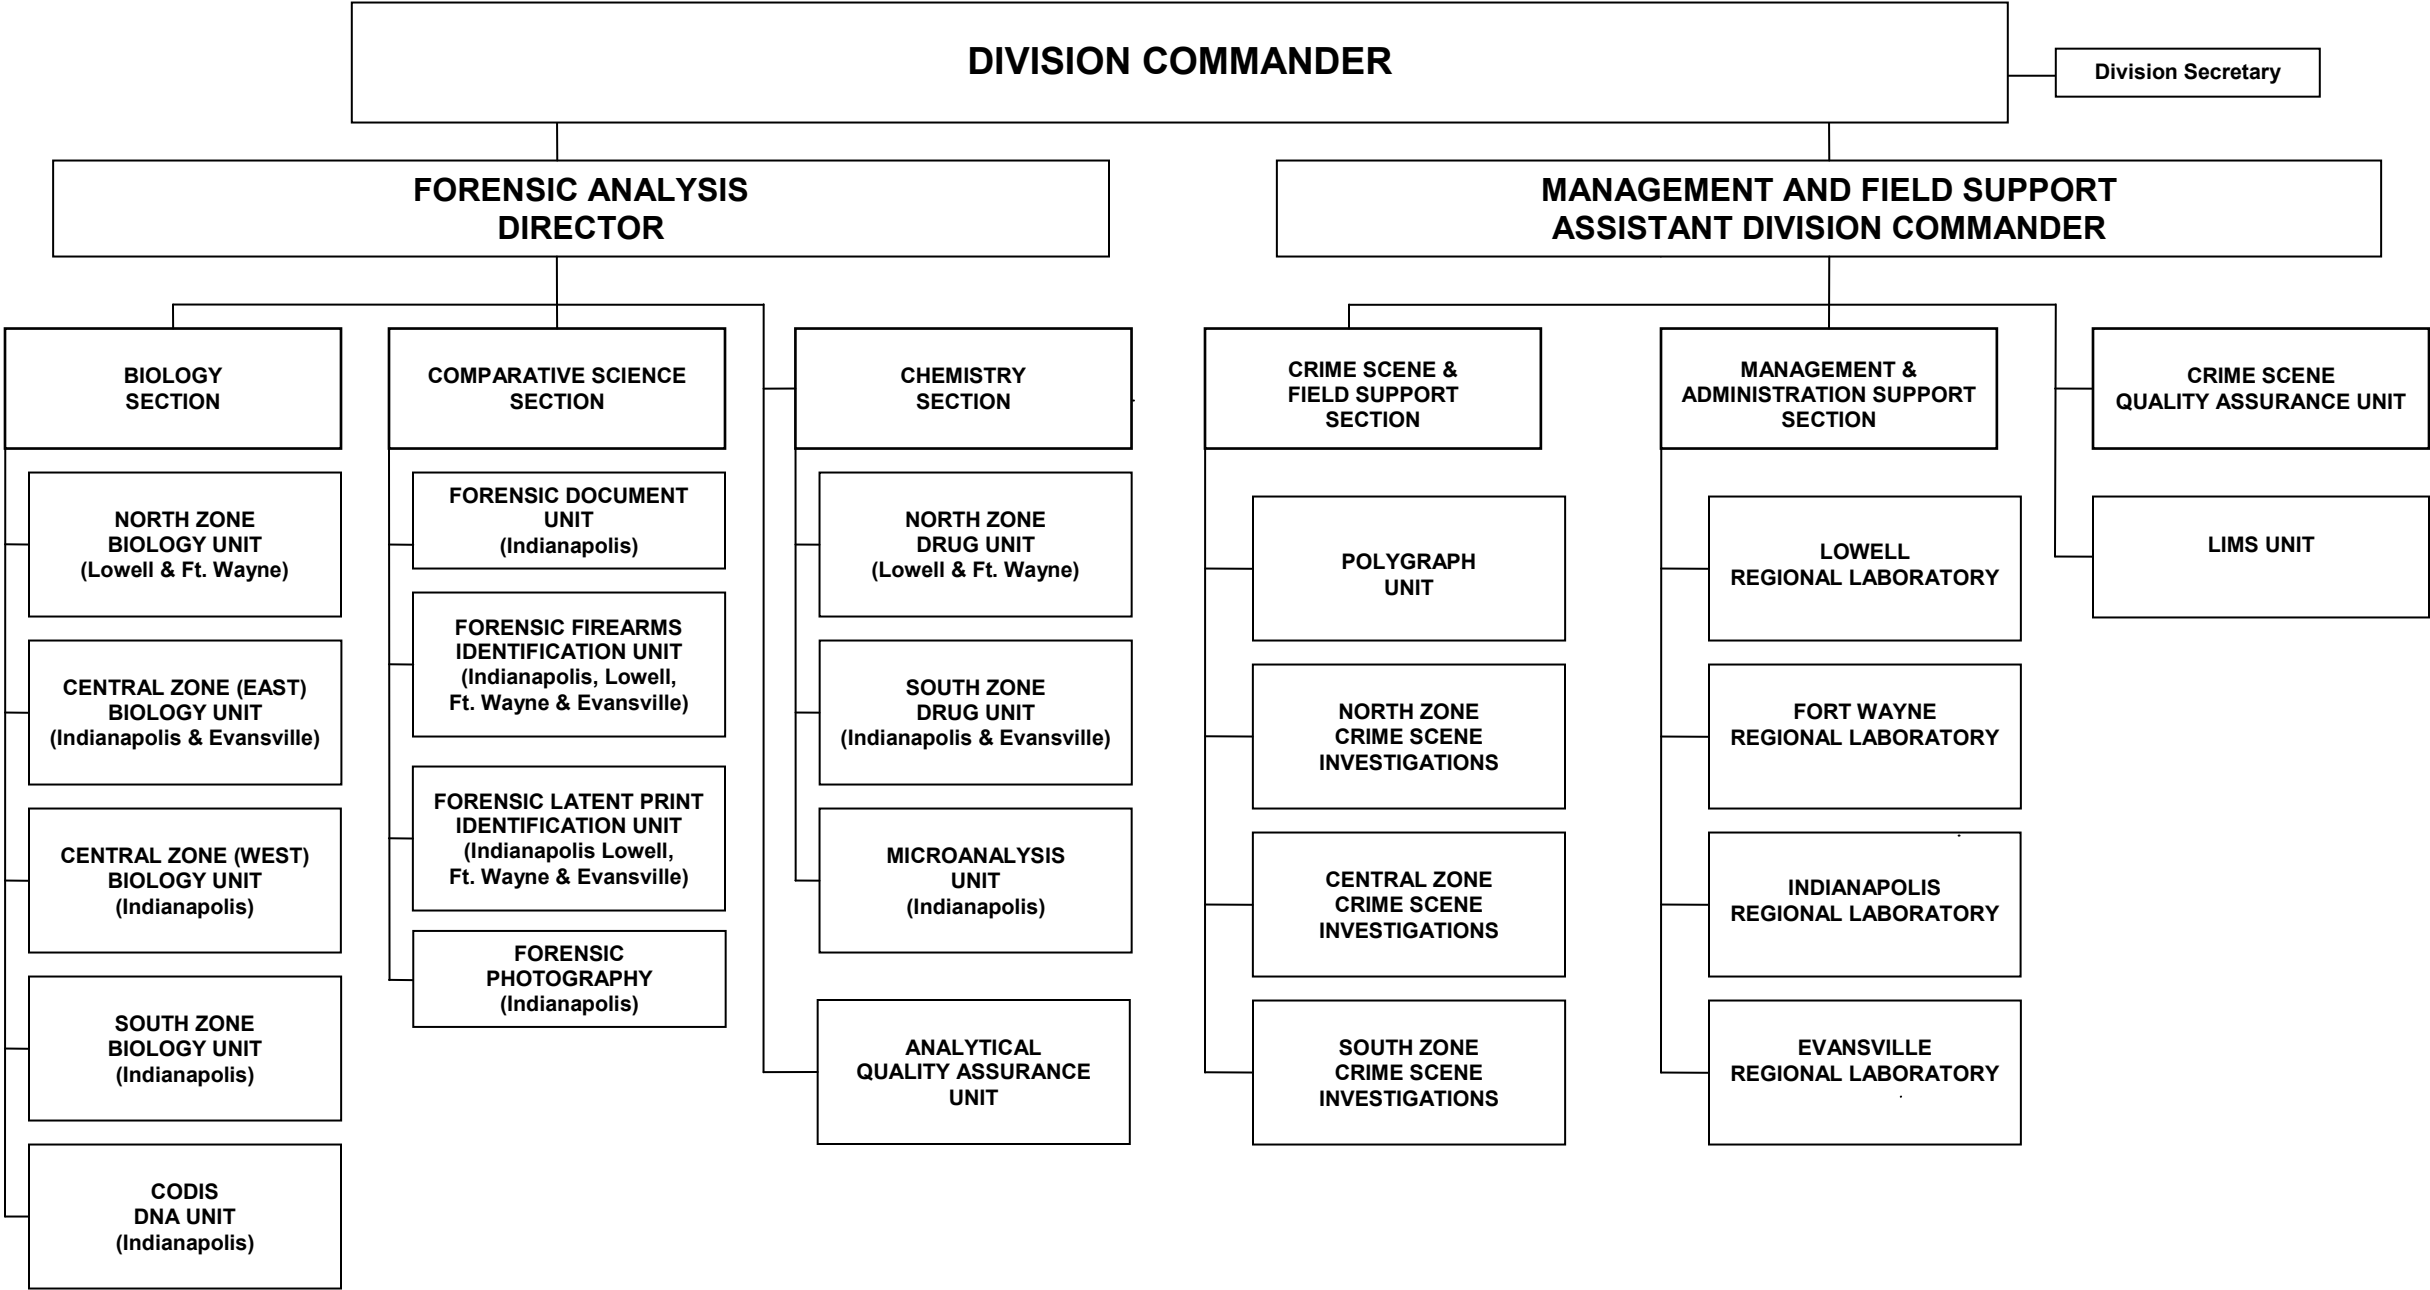 DIVISION COMMANDER
Division Secretary
FORENSIC ANALYSIS
DIRECTOR
MANAGEMENT AND FIELD SUPPORT
ASSISTANT DIVISION COMMANDER
BIOLOGY
SECTION
NORTH ZONE
BIOLOGY UNIT
(Lowell & Ft. Wayne)
CENTRAL ZONE (EAST)
BIOLOGY UNIT
(Indianapolis & Evansville)
CENTRAL ZONE (WEST)
BIOLOGY UNIT
(Indianapolis)
SOUTH ZONE
BIOLOGY UNIT
(Indianapolis)
CODIS
DNA UNIT
(Indianapolis)
COMPARATIVE SCIENCE
SECTION
FORENSIC DOCUMENT
UNIT
(Indianapolis)
FORENSIC FIREARMS
IDENTIFICATION UNIT
(Indianapolis, Lowell,
Ft. Wayne & Evansville)
FORENSIC LATENT PRINT
IDENTIFICATION UNIT
(Indianapolis Lowell,
Ft. Wayne & Evansville)
FORENSIC
PHOTOGRAPHY
(Indianapolis)
CHEMISTRY
SECTION
NORTH ZONE
DRUG UNIT
(Lowell & Ft. Wayne)
SOUTH ZONE
DRUG UNIT
(Indianapolis & Evansville)
MICROANALYSIS
UNIT
(Indianapolis)
ANALYTICAL
QUALITY ASSURANCE
UNIT
CRIME SCENE &
FIELD SUPPORT
SECTION
POLYGRAPH
UNIT
NORTH ZONE
CRIME SCENE
INVESTIGATIONS
CENTRAL ZONE
CRIME SCENE
INVESTIGATIONS
SOUTH ZONE
CRIME SCENE
INVESTIGATIONS
MANAGEMENT &
ADMINISTRATION SUPPORT
SECTION
LOWELL
REGIONAL LABORATORY
FORT WAYNE
REGIONAL LABORATORY
INDIANAPOLIS
REGIONAL LABORATORY
EVANSVILLE
REGIONAL LABORATORY
CRIME SCENE
QUALITY ASSURANCE UNIT
LIMS UNIT